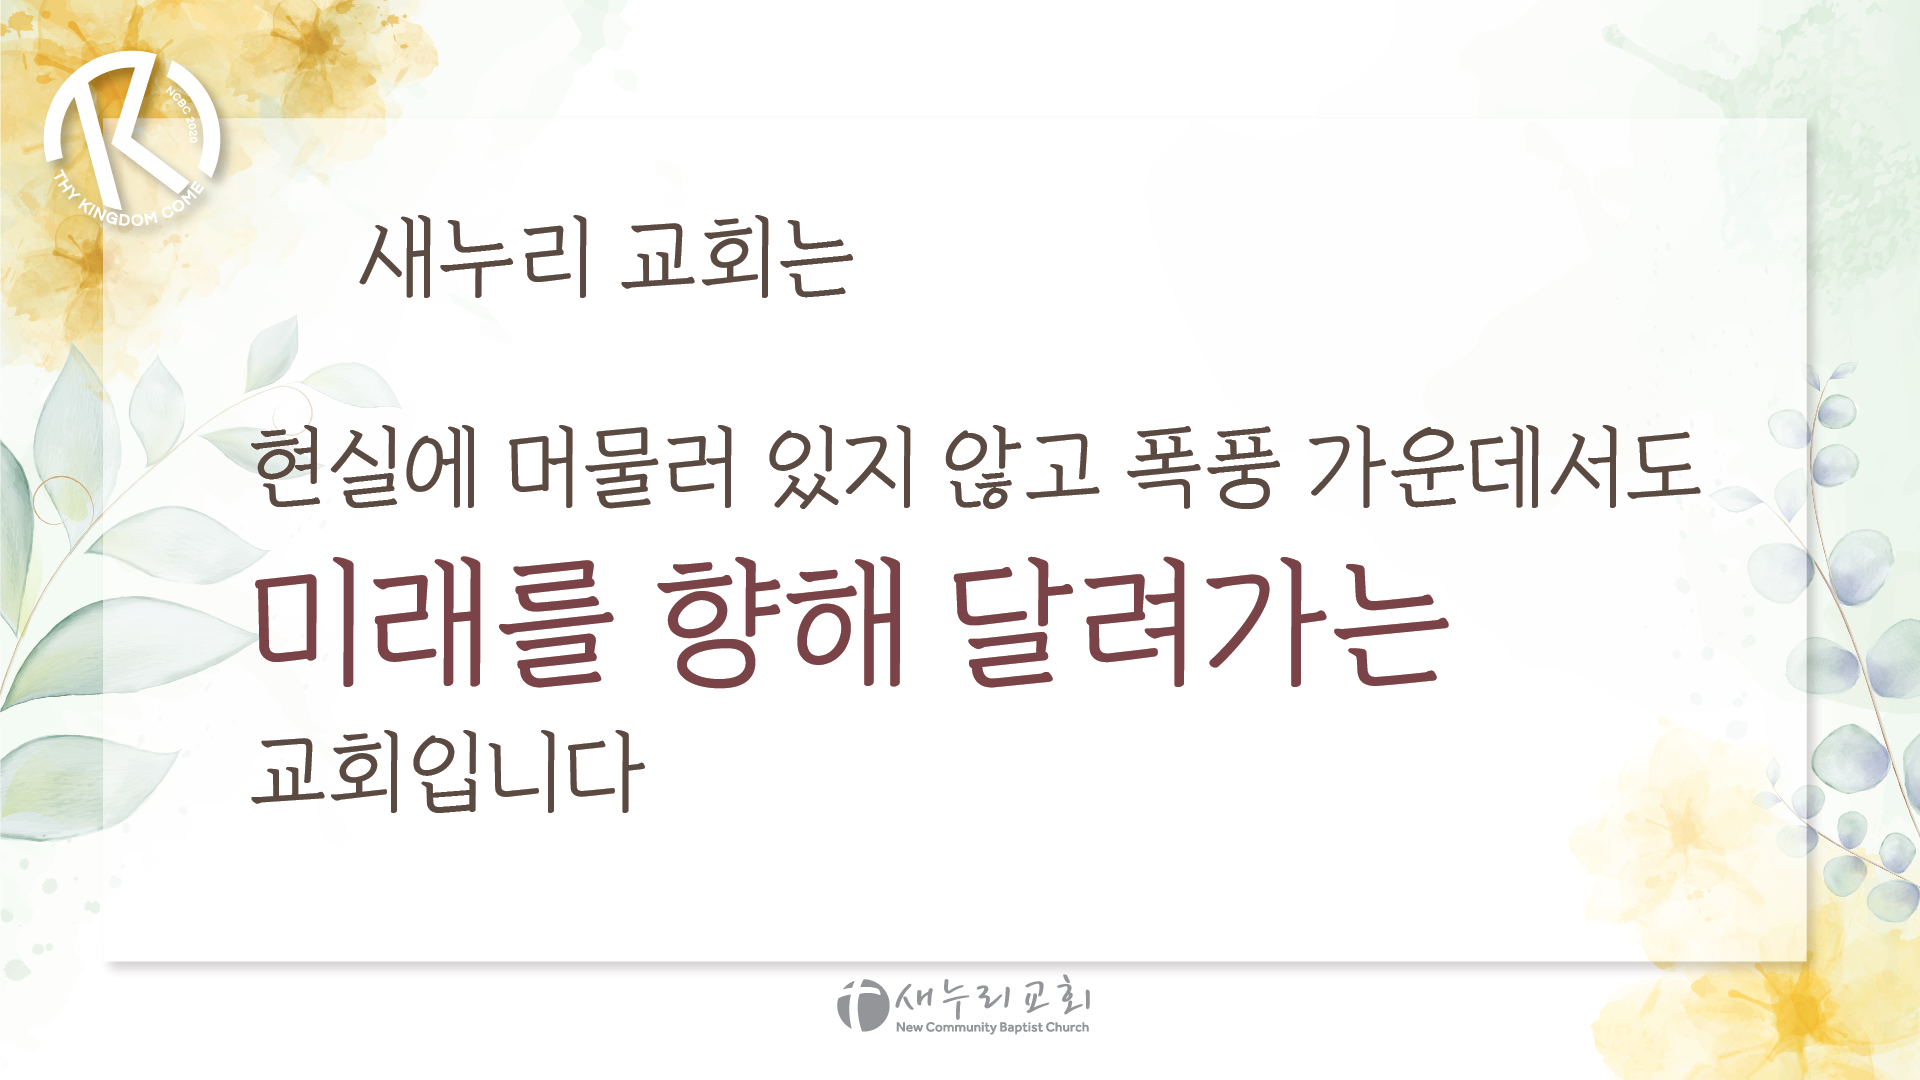 NCBC 2020
THY KINGDOM COME
새누리 교회는
현실에 머물러 있지 않고 폭풍 가운데서도
미래를 향해 달려가는
교회입니다
새누리교회
New Community Baptist Church